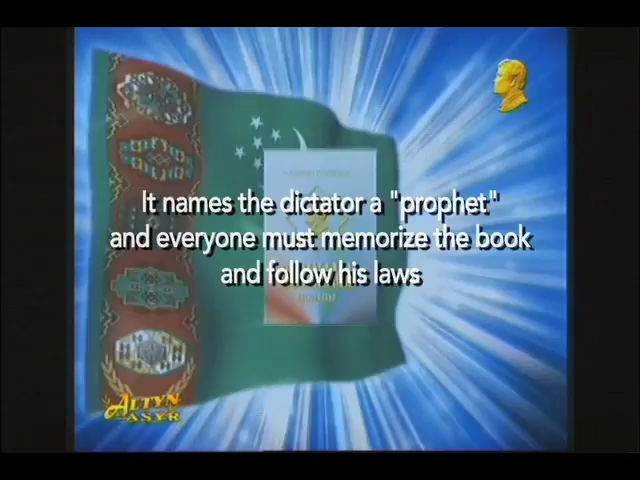 It names the dictator a "prophet"
and everyone must memorize the book
and follow his laws
ALTYN
ASYR